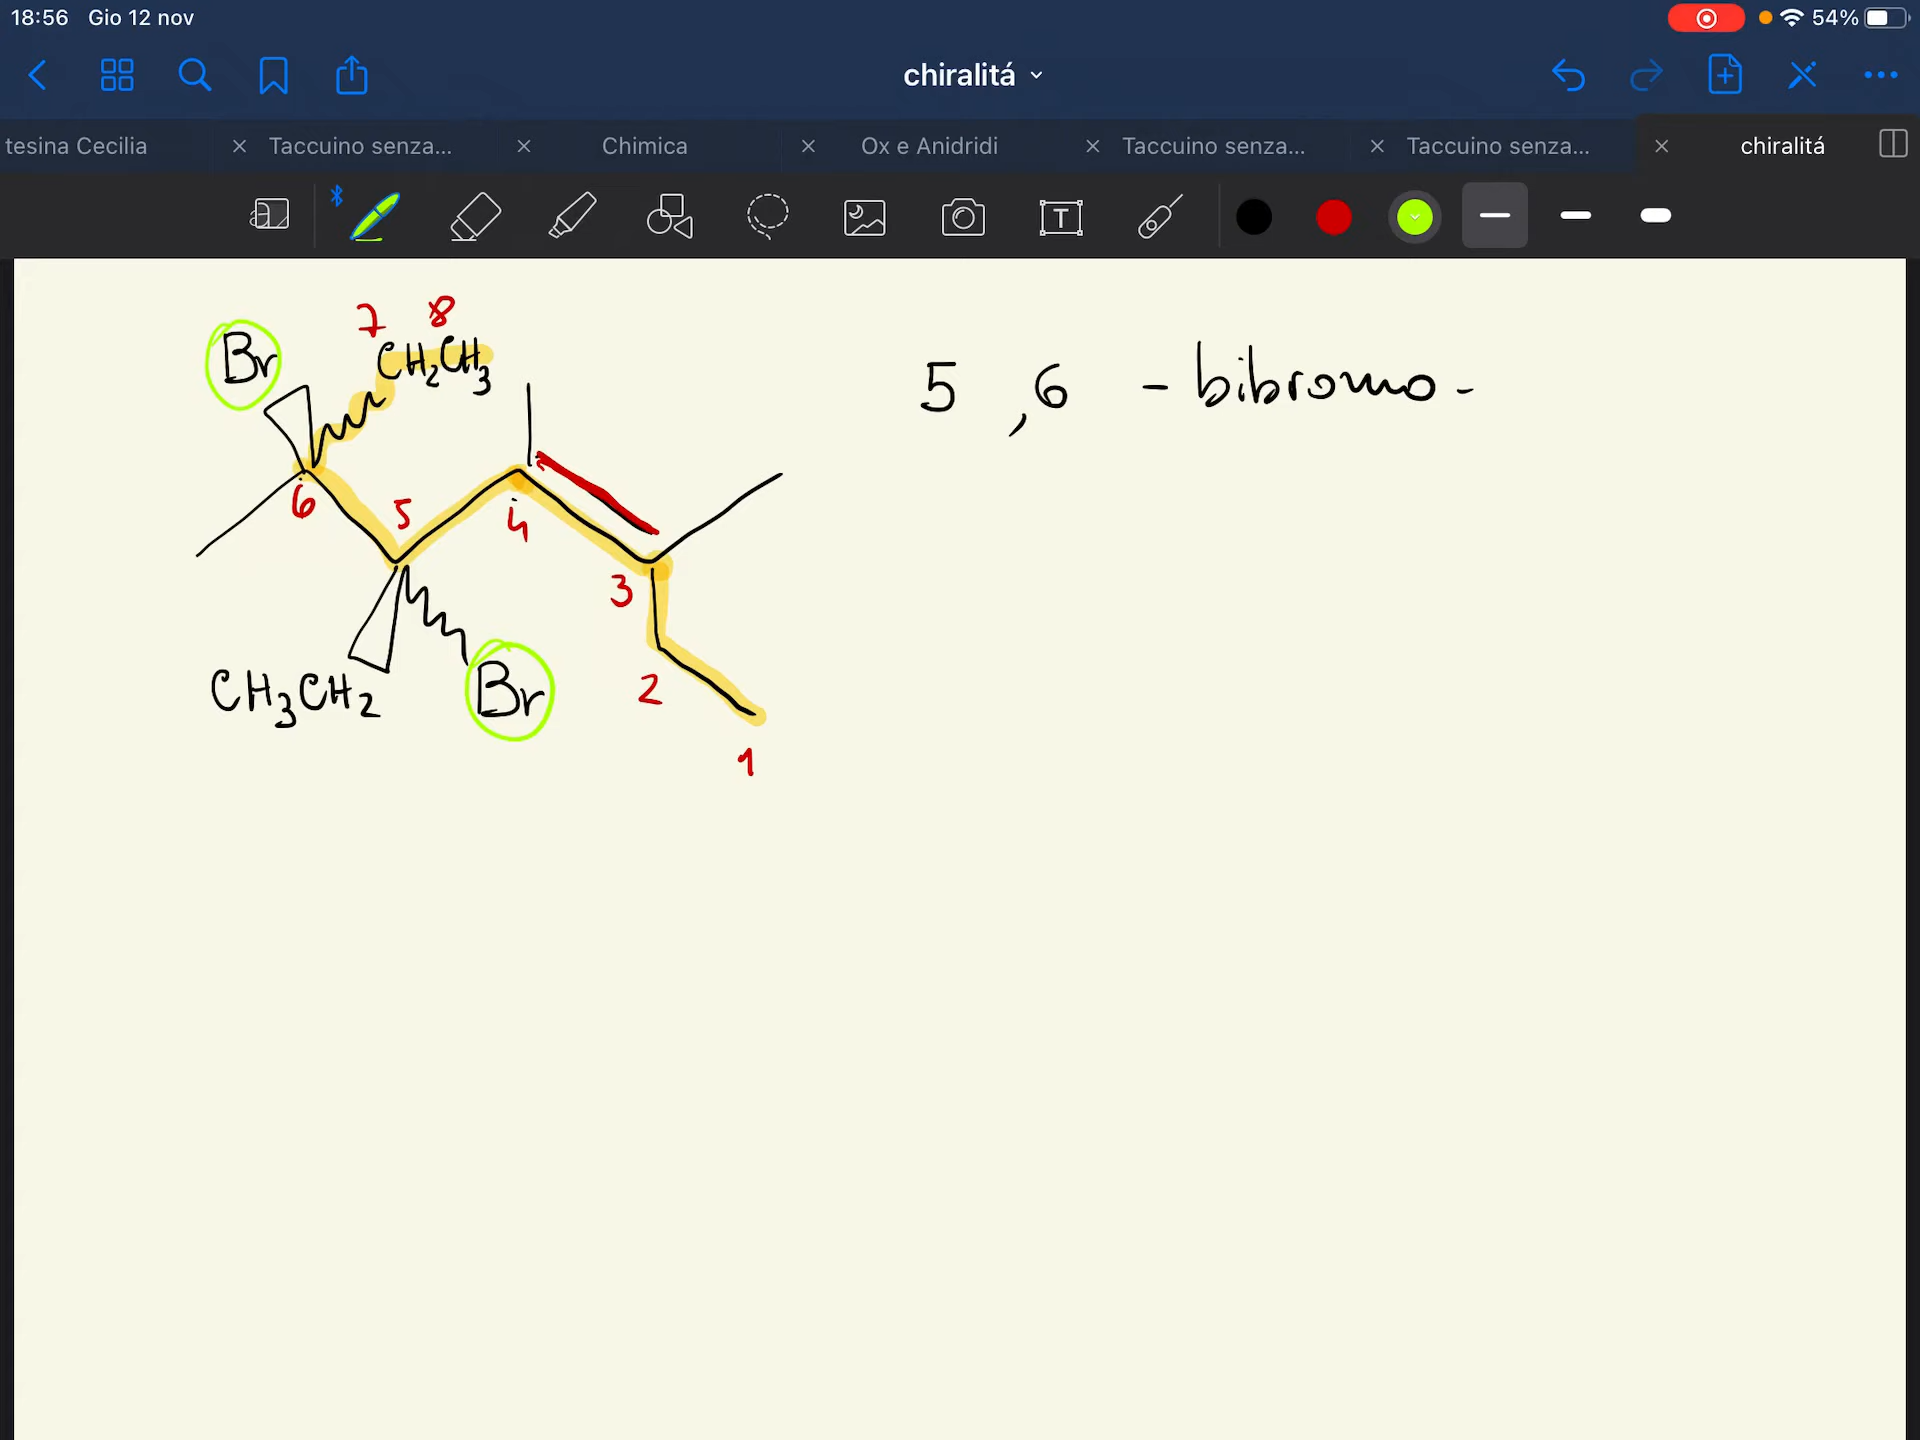 18:56 Gio 12 nov 54%
chiralitá
tesina Cecilia Taccuino senza... Chimica Ox e Anidridi Taccuino senza... Taccuino senza... chiralitá
7 8
Br CH₂CH₃
5 ,6 - bibromo -
6 5 4
3
CH₃CH₂ Br 2
1